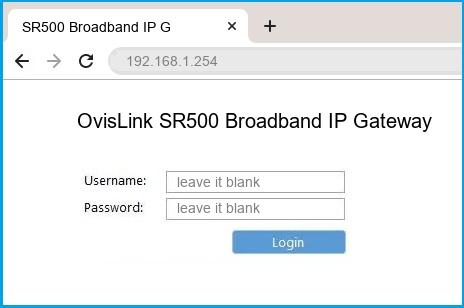 SR500 Broadband IP G
192.168.1.254
OvisLink SR500 Broadband IP Gateway
Username: leave it blank
Password: leave it blank
Login